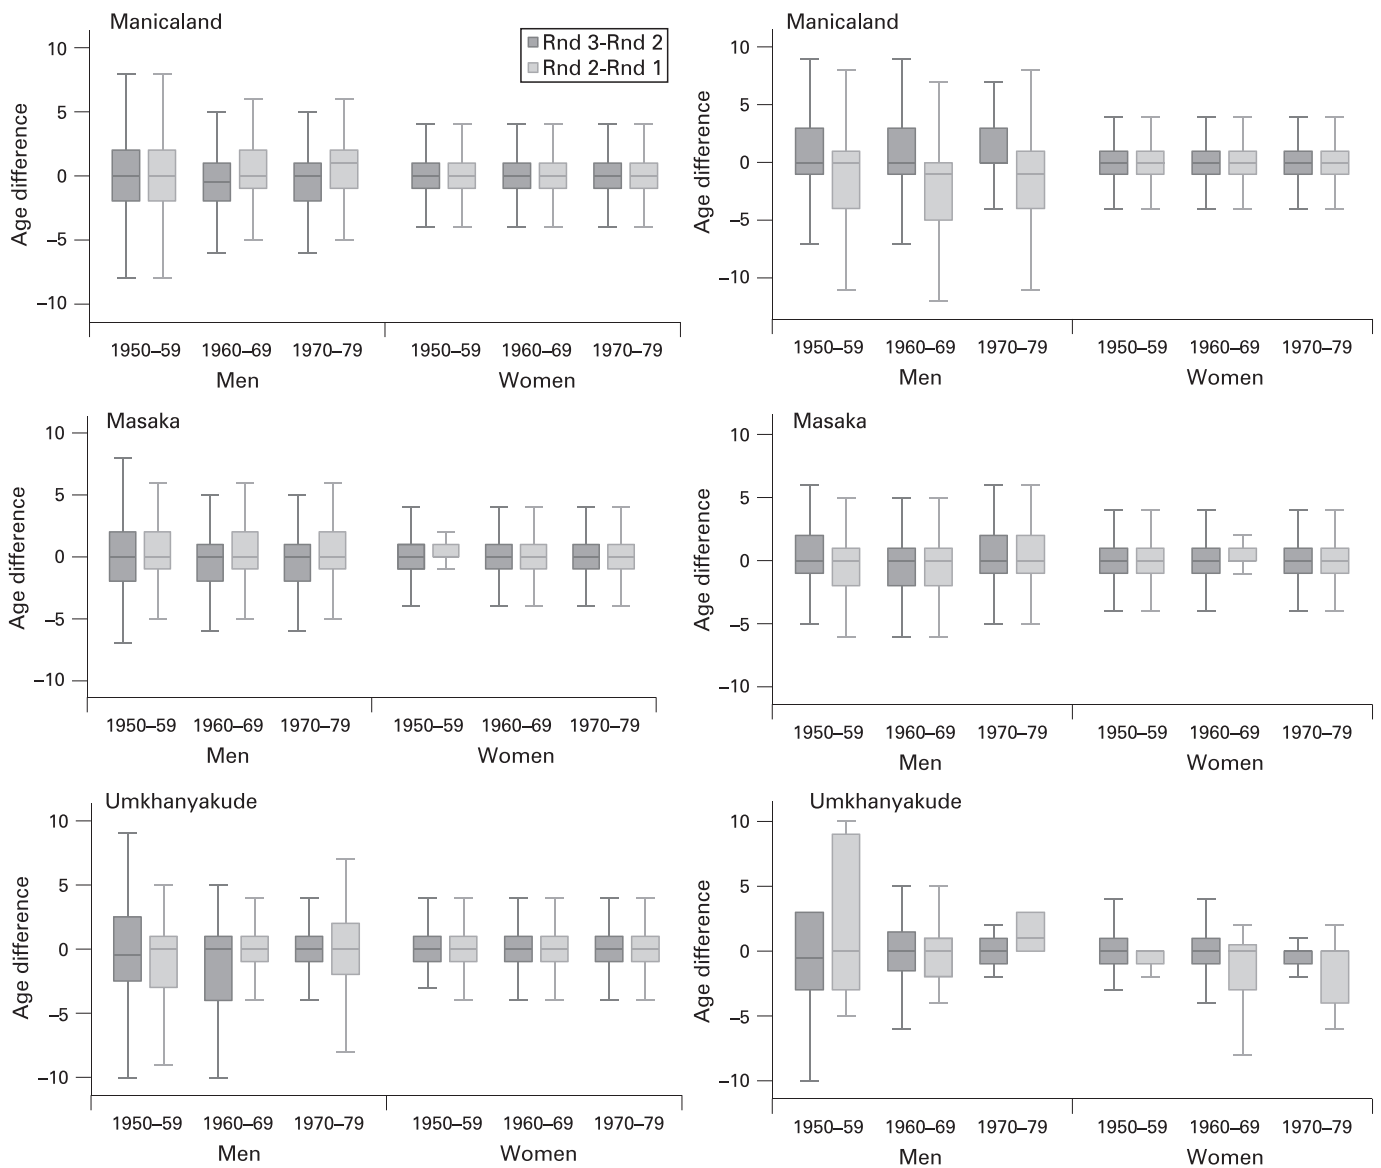 Manicaland
Rnd 3-Rnd 2
Rnd 2-Rnd 1
Age difference
10
5
0
–5
–10
1950–59 1960–69 1970–79 1950–59 1960–69 1970–79
Men Women
Manicaland
Age difference
10
5
0
–5
–10
1950–59 1960–69 1970–79 1950–59 1960–69 1970–79
Men Women
Masaka
Age difference
10
5
0
–5
–10
1950–59 1960–69 1970–79 1950–59 1960–69 1970–79
Men Women
Masaka
Age difference
10
5
0
–5
–10
1950–59 1960–69 1970–79 1950–59 1960–69 1970–79
Men Women
Umkhanyakude
Age difference
10
5
0
–5
–10
1950–59 1960–69 1970–79 1950–59 1960–69 1970–79
Men Women
Umkhanyakude
Age difference
10
5
0
–5
–10
1950–59 1960–69 1970–79 1950–59 1960–69 1970–79
Men Women